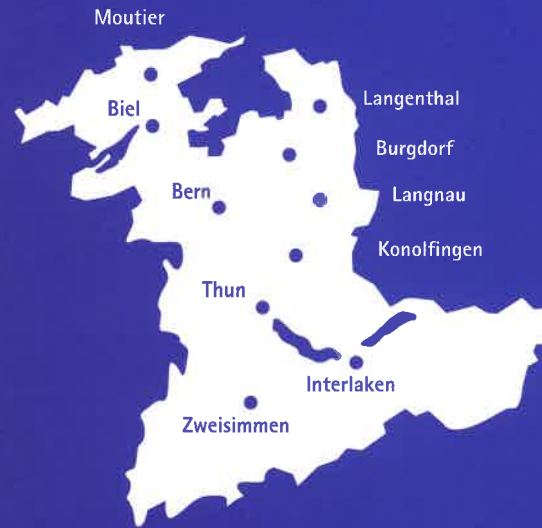 Moutier
Langenthal
Biel
Burgdorf
Bern
Langnau
Konolfingen
Thun
Interlaken
Zweisimmen